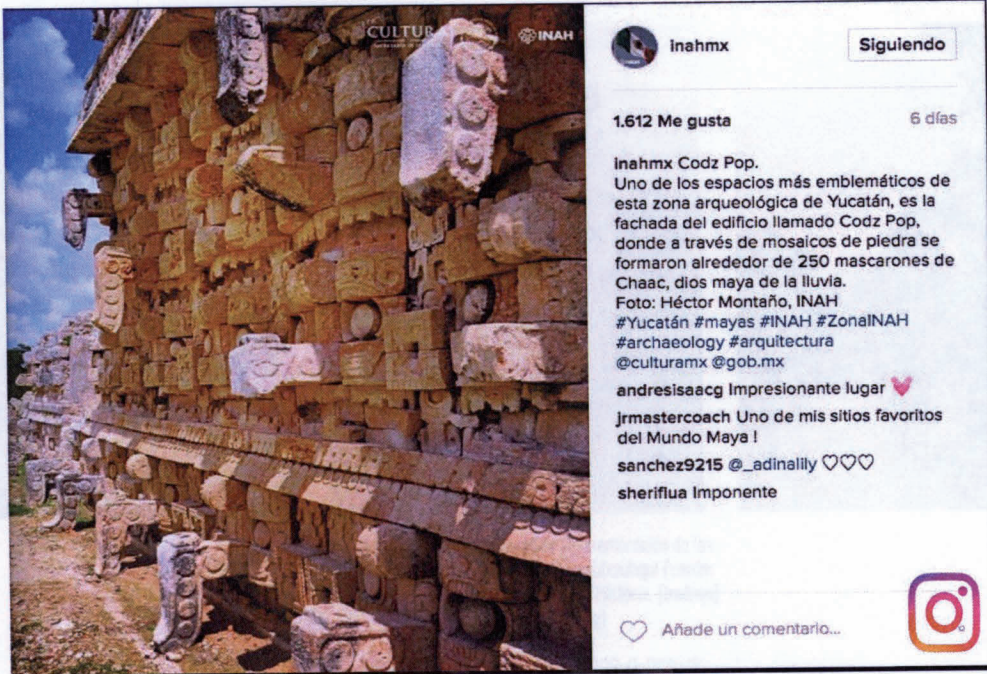 CULTURA
INAH
inahmx
Siguiendo
1.612 Me gusta
6 días
inahmx Codz Pop.
Uno de los espacios más emblemáticos de
esta zona arqueológica de Yucatán, es la
fachada del edificio llamado Codz Pop,
donde a través de mosaicos de piedra se
formaron alrededor de 250 mascarones de
Chaac, dios maya de la lluvia.
Foto: Héctor Montaño, INAH
#Yucatán #mayas #INAH #ZonaINAH
#archaeology #arquitectura
@culturamx @gob.mx
andresisaacg Impresionante lugar
jrmastercoach Uno de mis sitios favoritos
del Mundo Maya !
sanchez9215 @_adinalily ♡♡♡
sheriflua Imponente
Añade un comentario...